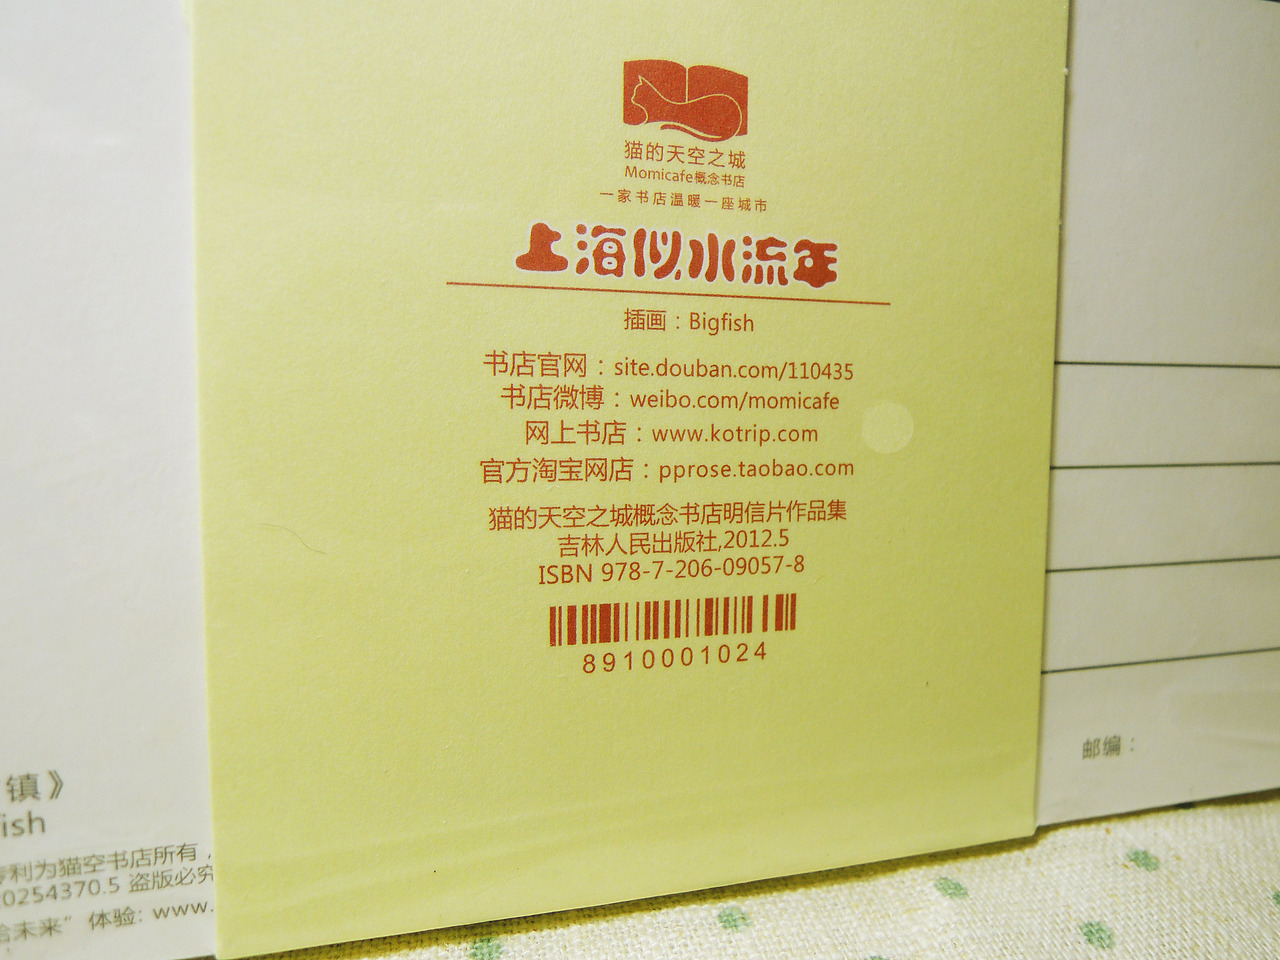 猫的天空之城
Momicafe概念书店
一家书店温暖一座城市
上海似水流年
插画：Bigfish
书店官网：site.douban.com/110435
书店微博：weibo.com/momicafe
网上书店：www.kotrip.com
官方淘宝网店：pprose.taobao.com
猫的天空之城概念书店明信片作品集
吉林人民出版社,2012.5
ISBN 978-7-206-09057-8
8910001024
镇》
fish
专利为猫空书店所有，
0254370.5 盗版必究
给未来”体验: www.
邮编：